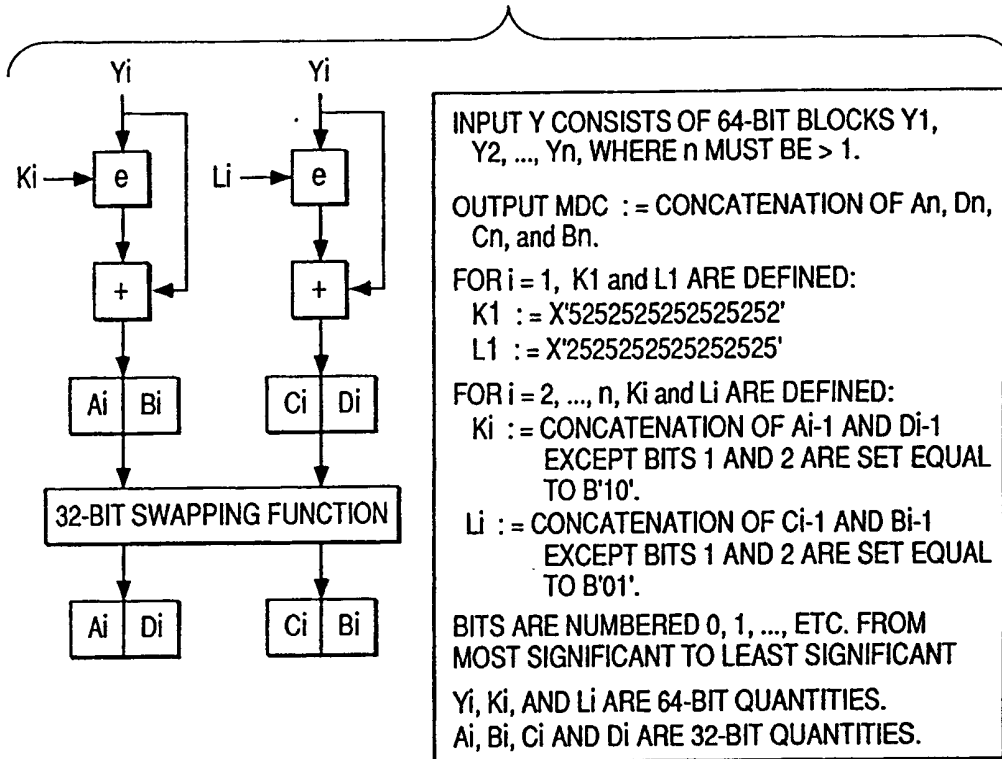 Yi Yi
Ki e Li e
+ +
Ai Bi Ci Di
32-BIT SWAPPING FUNCTION
Ai Di Ci Bi
INPUT Y CONSISTS OF 64-BIT BLOCKS Y1,
Y2, ..., Yn, WHERE n MUST BE > 1.
OUTPUT MDC : = CONCATENATION OF An, Dn,
Cn, and Bn.
FOR i = 1, K1 and L1 ARE DEFINED:
K1 : = X'5252525252525252'
L1 : = X'2525252525252525'
FOR i = 2, ..., n, Ki and Li ARE DEFINED:
Ki : = CONCATENATION OF Ai-1 AND Di-1
EXCEPT BITS 1 AND 2 ARE SET EQUAL
TO B'10'.
Li : = CONCATENATION OF Ci-1 AND Bi-1
EXCEPT BITS 1 AND 2 ARE SET EQUAL
TO B'01'.
BITS ARE NUMBERED 0, 1, ..., ETC. FROM
MOST SIGNIFICANT TO LEAST SIGNIFICANT
Yi, Ki, AND Li ARE 64-BIT QUANTITIES.
Ai, Bi, Ci AND Di ARE 32-BIT QUANTITIES.